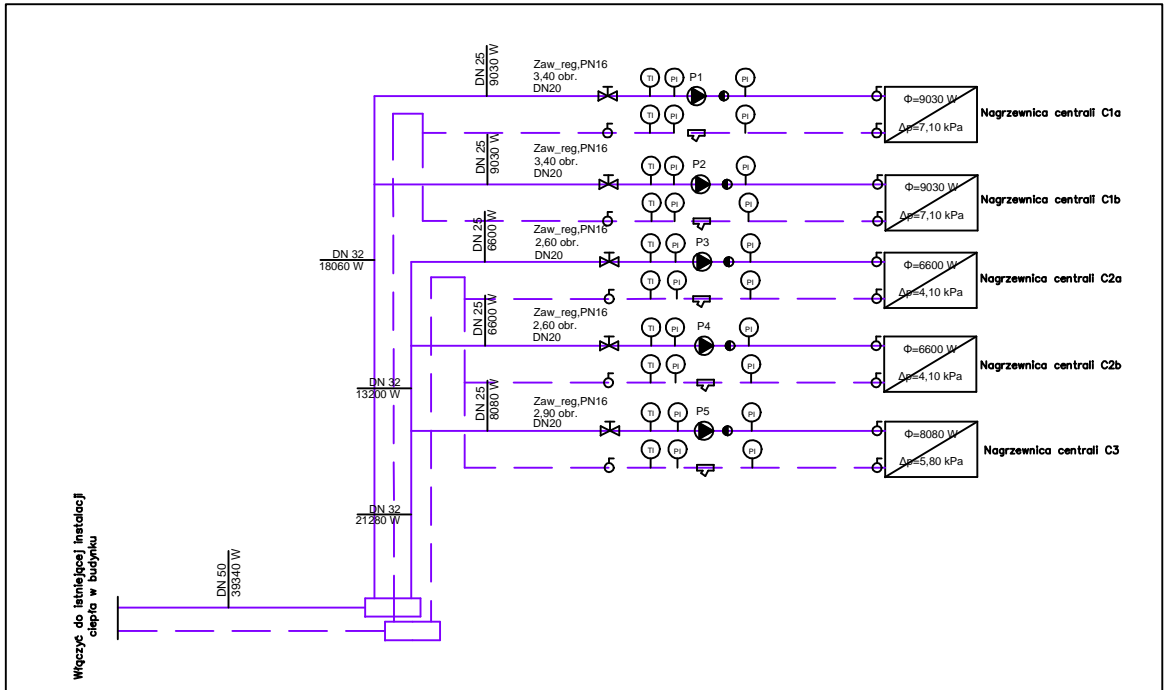 DN 25
9030 W
Zaw_reg,PN16
3,40 obr.
DN20
TI
PI
P1
PI
TI
PI
PI
Φ=9030 W
Δp=7,10 kPa
Nagrzewnica centrali C1a
DN 25
9030 W
Zaw_reg,PN16
3,40 obr.
DN20
TI
PI
P2
PI
TI
PI
PI
Φ=9030 W
Δp=7,10 kPa
Nagrzewnica centrali C1b
DN 32
18060 W
DN 25
6600 W
Zaw_reg,PN16
2,60 obr.
DN20
TI
PI
P3
PI
TI
PI
PI
Φ=6600 W
Δp=4,10 kPa
Nagrzewnica centrali C2a
DN 25
6600 W
Zaw_reg,PN16
2,60 obr.
DN20
TI
PI
P4
PI
TI
PI
PI
Φ=6600 W
Δp=4,10 kPa
Nagrzewnica centrali C2b
DN 32
13200 W
DN 25
8080 W
Zaw_reg,PN16
2,90 obr.
DN20
TI
PI
P5
PI
TI
PI
PI
Φ=8080 W
Δp=5,80 kPa
Nagrzewnica centrali C3
DN 32
21280 W
DN 50
39340 W
Włączyć do istniejącej instalacji
ciepła w budynku